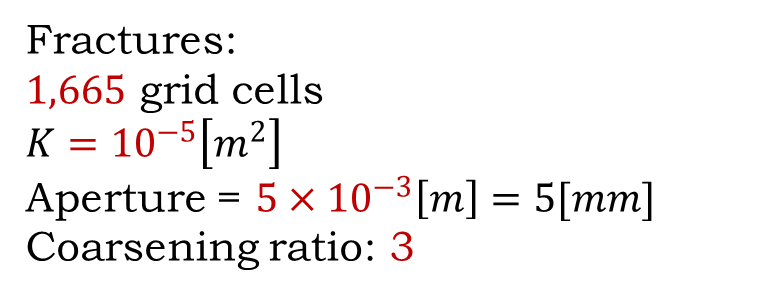 Fractures:
1,665 grid cells
K = 10⁻⁵[m²]
Aperture = 5 × 10⁻³[m] = 5[mm]
Coarsening ratio: 3